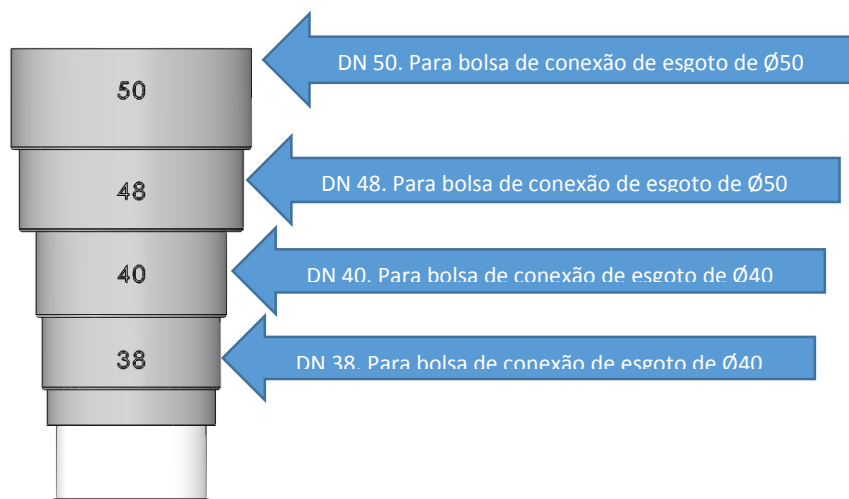 50
DN 50. Para bolsa de conexão de esgoto de Ø50
48
DN 48. Para bolsa de conexão de esgoto de Ø50
40
DN 40. Para bolsa de conexão de esgoto de Ø40
38
DN 38. Para bolsa de conexão de esgoto de Ø40